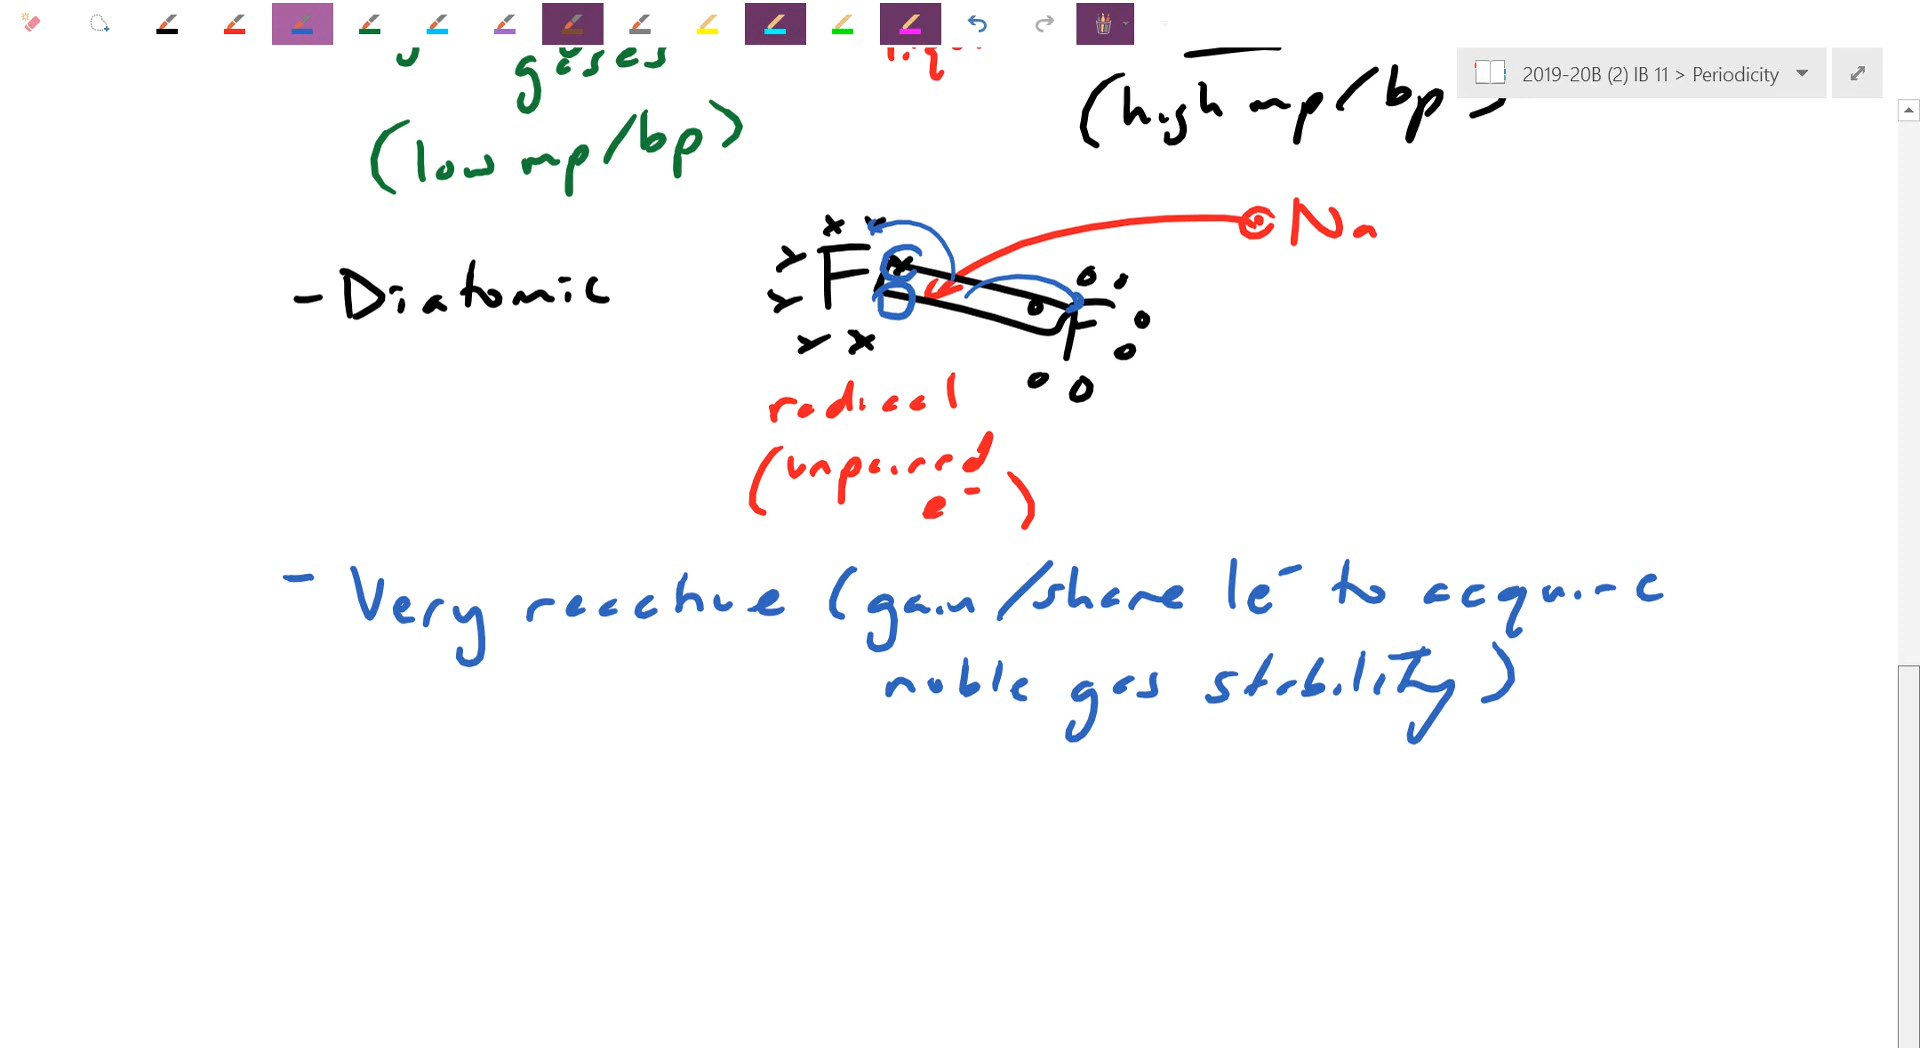 2019-20B (2) IB 11 > Periodicity
gases
(low mp/bp)
(high mp/bp)
- Diatomic
F
F
Na
radical
(unpaired
e-)
- Very reactive (gain/share 1e- to acquire
noble gas stability)